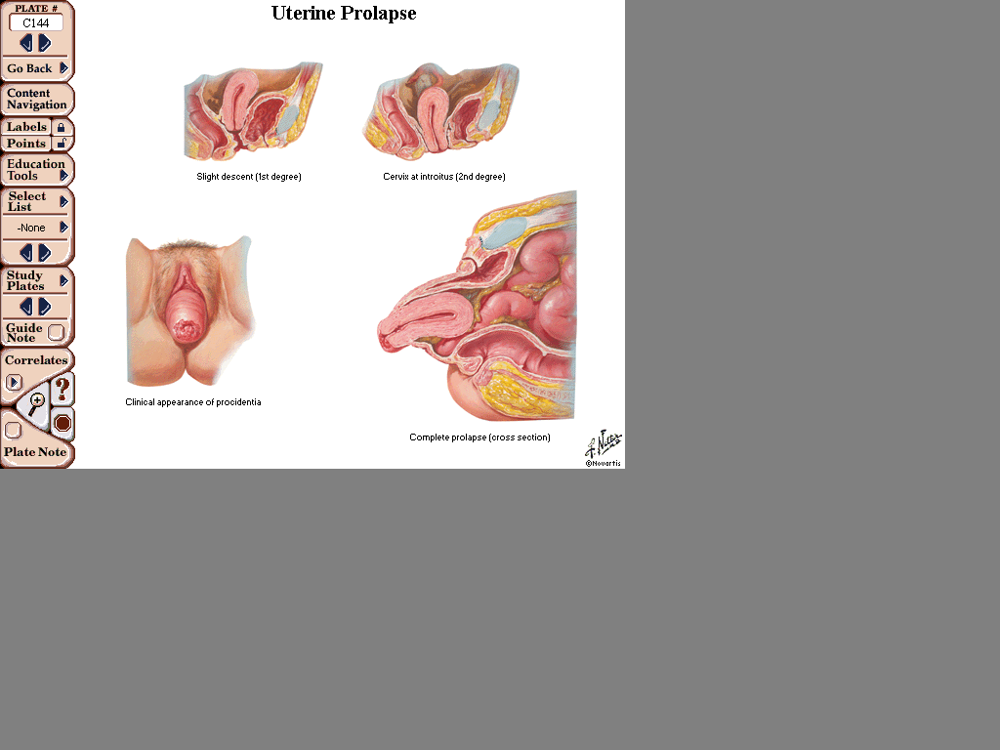 PLATE #
C144
Go Back
Content
Navigation
Labels
Points
Education
Tools
Select
List
-None
Study
Plates
Guide
Note
Correlates
?
Plate Note
Uterine Prolapse
Slight descent (1st degree)
Cervix at introitus (2nd degree)
Clinical appearance of procidentia
Complete prolapse (cross section)
F. Netter
©Novartis